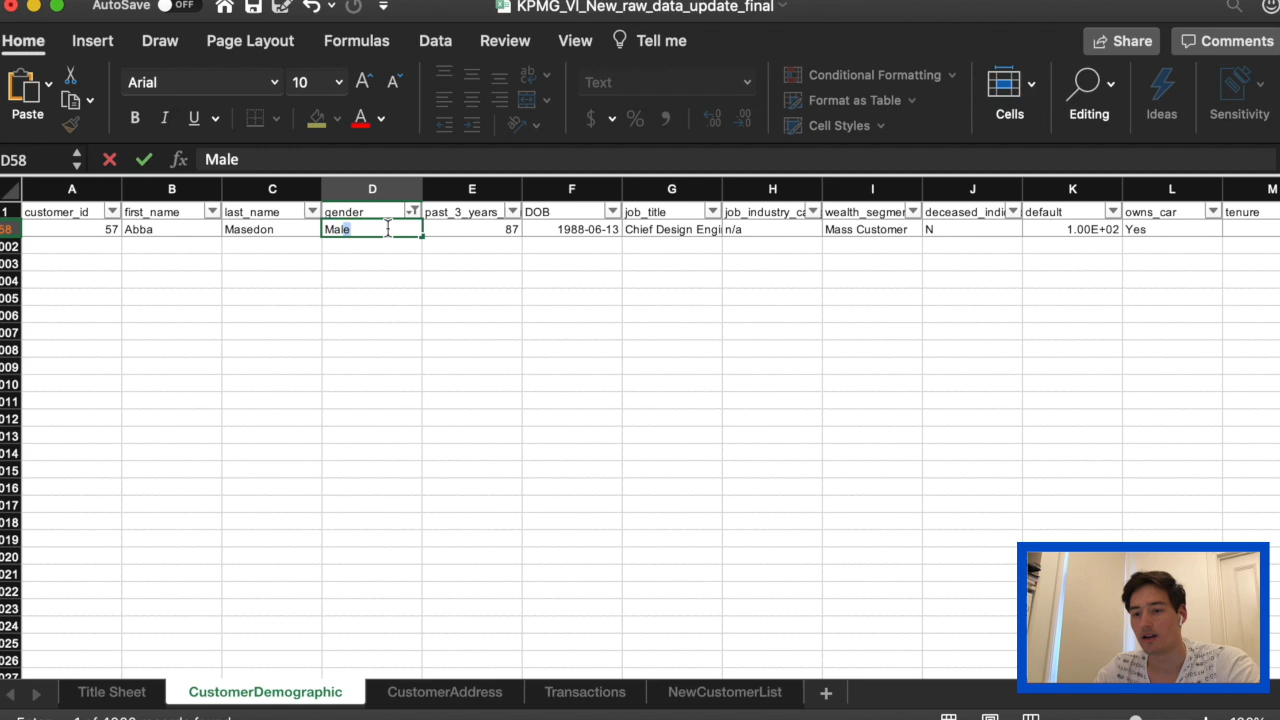 AutoSave OFF KPMG_VI_New_raw_data_update_final
Home Insert Draw Page Layout Formulas Data Review View Tell me Share Comments
Paste Arial 10 A A Text Conditional Formatting
Format as Table
B I U A $ % Cell Styles Cells Editing Ideas Sensitivity
D58 fx Male
A B C D E F G H I J K L M
1 customer_id first_name last_name gender past_3_years_ DOB job_title job_industry_ca wealth_segmer deceased_indi default owns_car tenure
58 57 Abba Masedon Male 87 1988-06-13 Chief Design Engi n/a Mass Customer N 1.00E+02 Yes
002
003
004
005
006
007
008
009
010
011
012
013
014
015
016
017
018
019
020
021
022
023
024
025
026
027
Title Sheet CustomerDemographic CustomerAddress Transactions NewCustomerList +